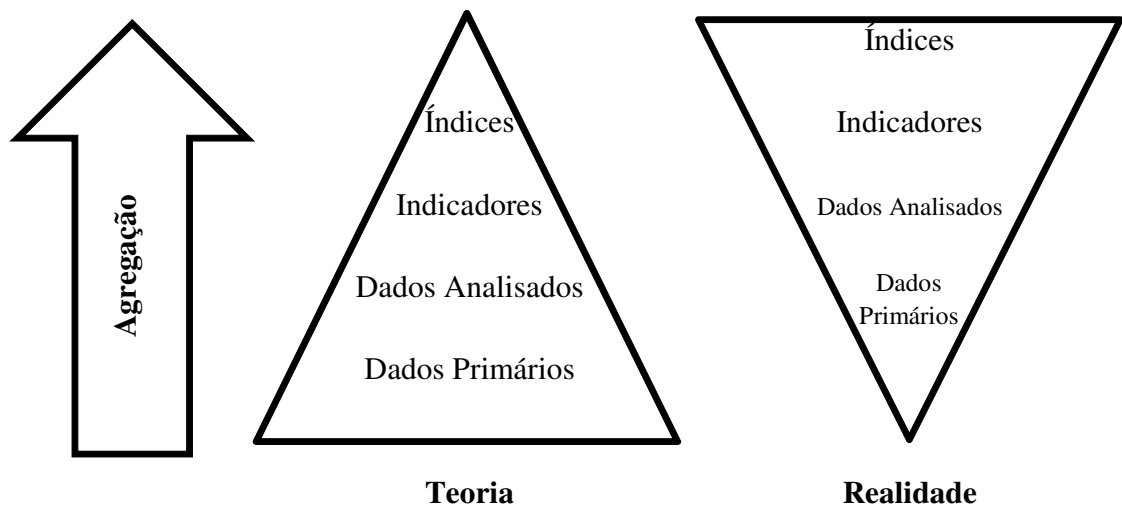 Agregação
Índices
Indicadores
Dados Analisados
Dados Primários
Teoria
Índices
Indicadores
Dados Analisados
Dados
Primários
Realidade